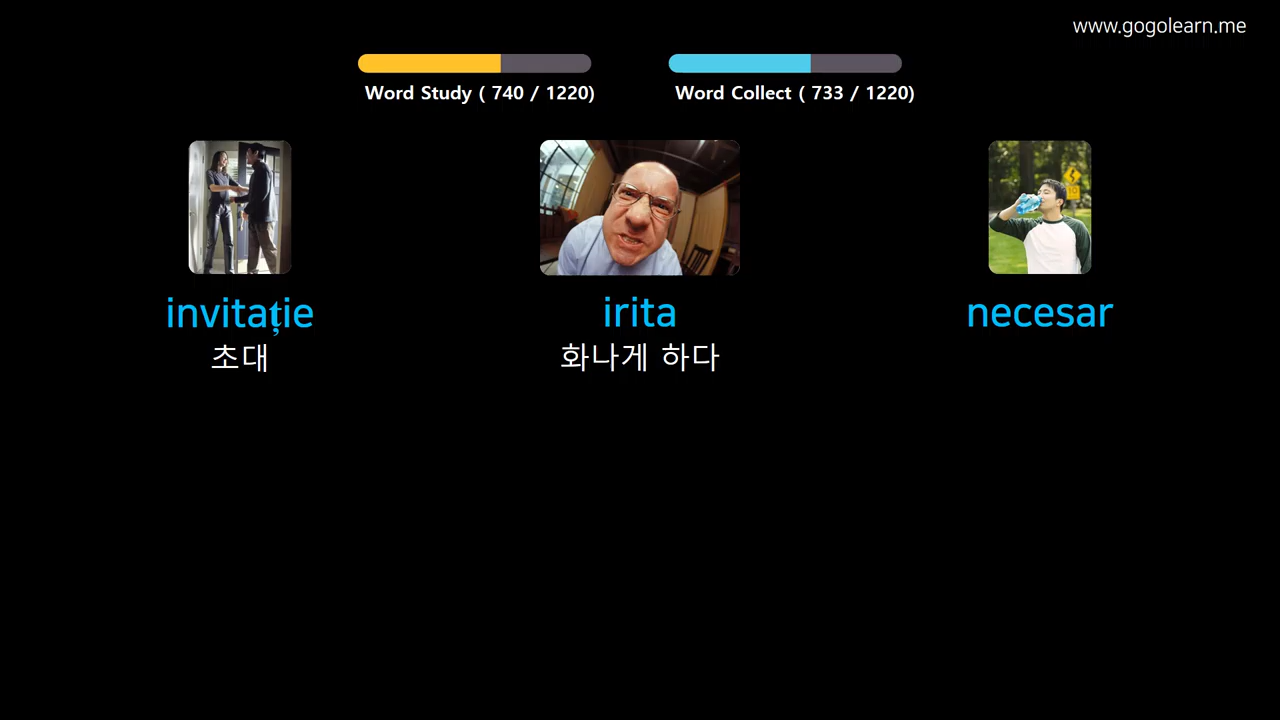 www.gogolearn.me
Word Study ( 740 / 1220)
Word Collect ( 733 / 1220)
invitație
irita
necesar
초대
화나게 하다